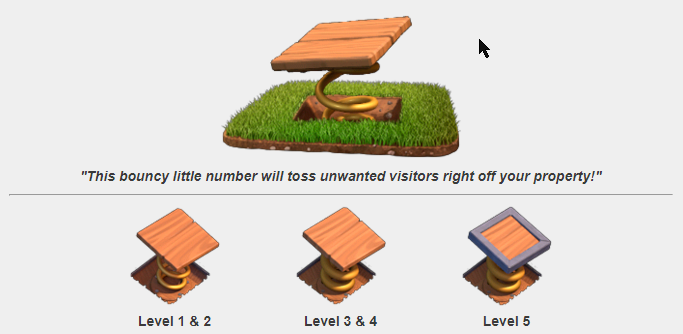 "This bouncy little number will toss unwanted visitors right off your property!"
Level 1 & 2
Level 3 & 4
Level 5